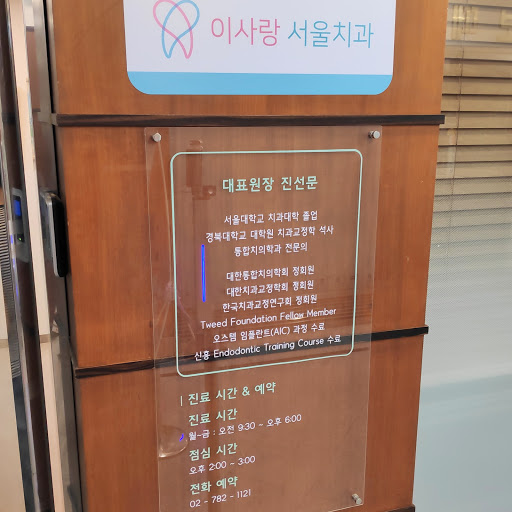 이사랑 서울치과
대표원장 진선문
서울대학교 치과대학 졸업
경북대학교 대학원 치과교정학 석사
통합치의학과 전문의
대한통합치의학회 정회원
대한치과교정학회 정회원
한국치과교정연구회 정회원
Tweed Foundation Fellow Member
오스템 임플란트(AIC) 과정 수료
신흥 Endodontic Training Course 수료
진료 시간 & 예약
진료 시간
월-금 : 오전 9:30 ~ 오후 6:00
점심 시간
오후 2:00 ~ 3:00
전화 예약
02 - 782 - 1121